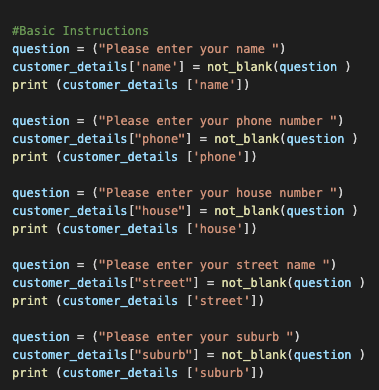 #Basic Instructions
question = ("Please enter your name ")
customer_details['name'] = not_blank(question )
print (customer_details ['name'])
question = ("Please enter your phone number ")
customer_details["phone"] = not_blank(question )
print (customer_details ['phone'])
question = ("Please enter your house number ")
customer_details["house"] = not_blank(question )
print (customer_details ['house'])
question = ("Please enter your street name ")
customer_details["street"] = not_blank(question )
print (customer_details ['street'])
question = ("Please enter your suburb ")
customer_details["suburb"] = not_blank(question )
print (customer_details ['suburb'])